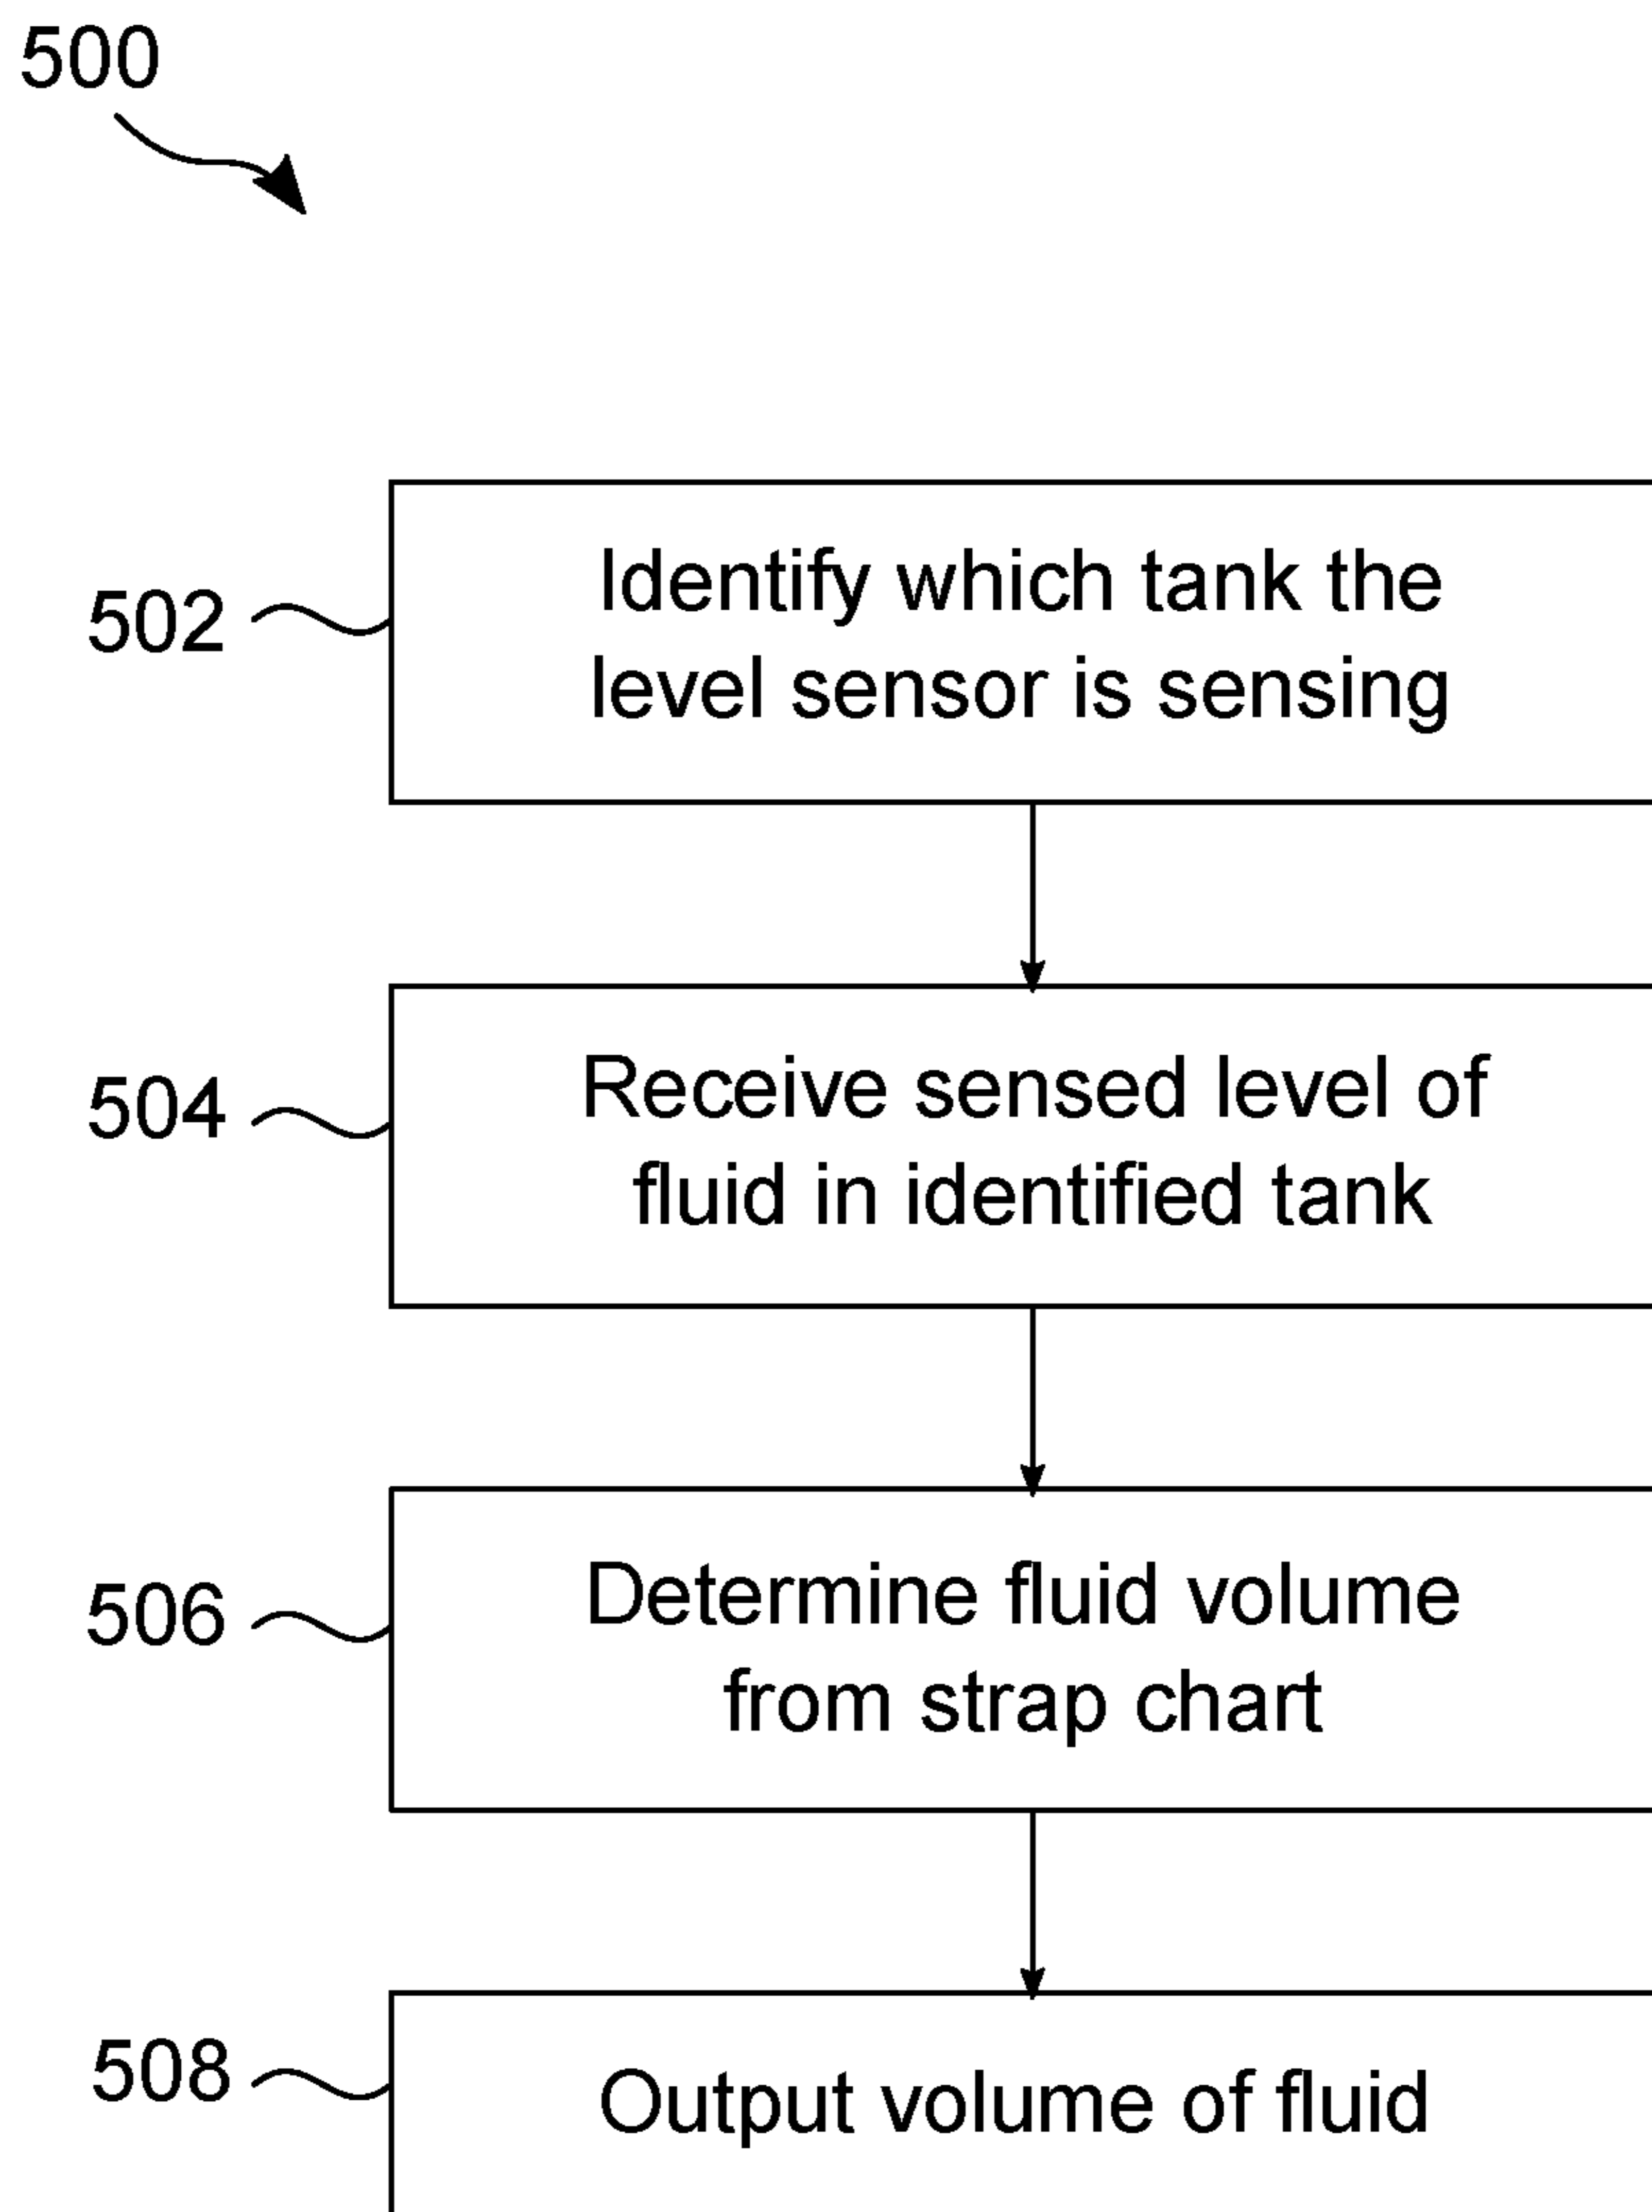 500
502
Identify which tank the
level sensor is sensing
504
Receive sensed level of
fluid in identified tank
506
Determine fluid volume
from strap chart
508
Output volume of fluid